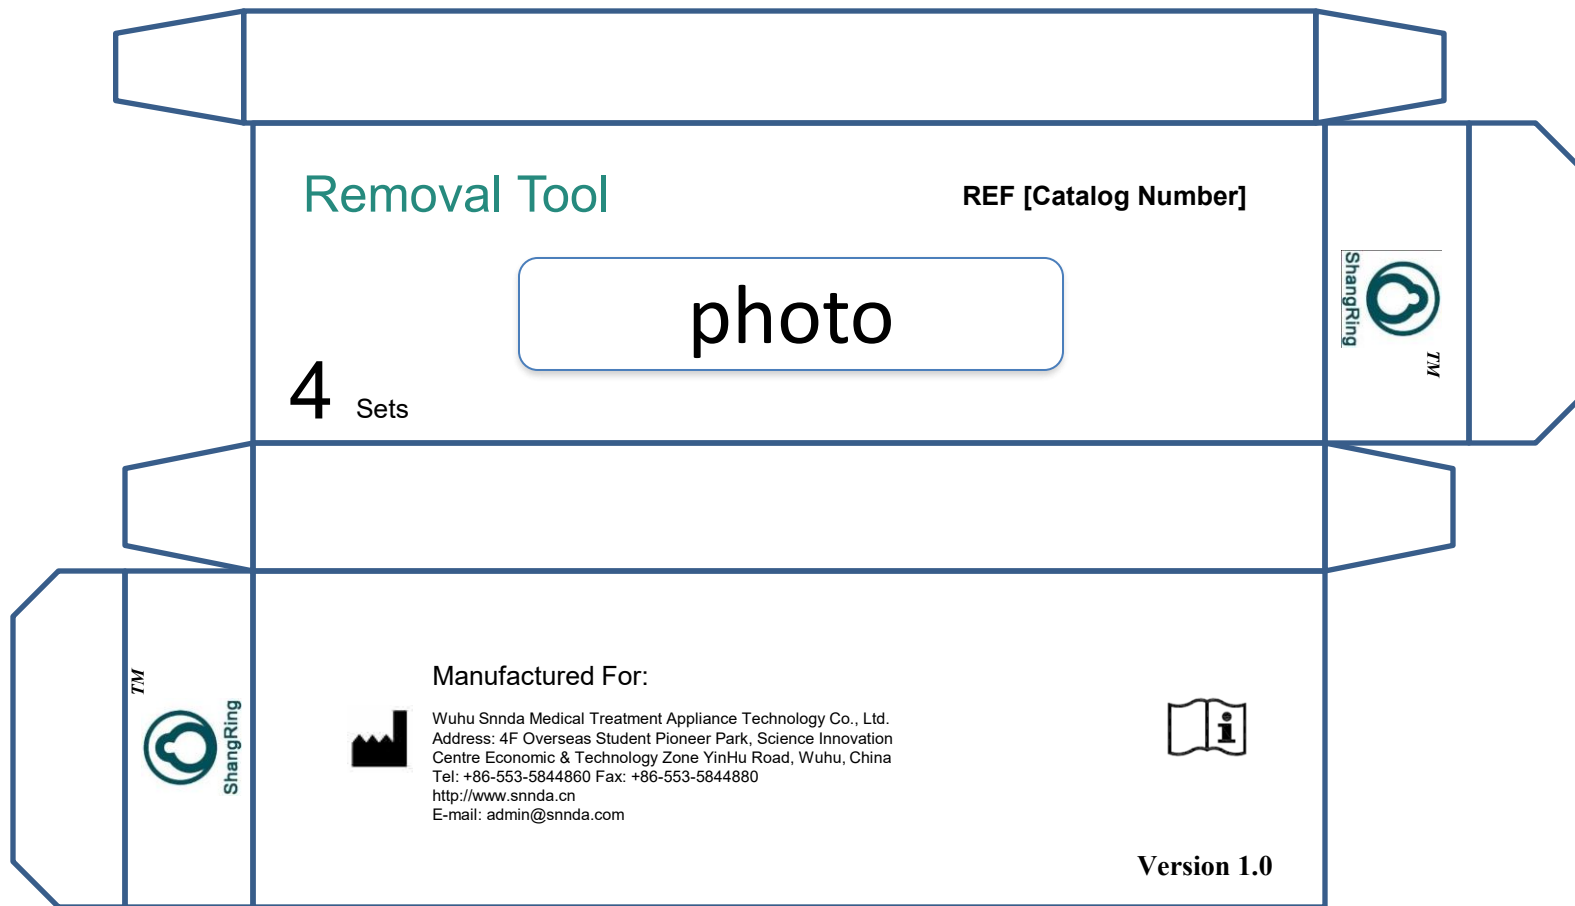 Removal Tool
REF [Catalog Number]
photo
4 Sets
ShangRing
TM
TM
ShangRing
Manufactured For:
Wuhu Snnda Medical Treatment Appliance Technology Co., Ltd.
Address: 4F Overseas Student Pioneer Park, Science Innovation
Centre Economic & Technology Zone YinHu Road, Wuhu, China
Tel: +86-553-5844860 Fax: +86-553-5844880
http://www.snnda.cn
E-mail: admin@snnda.com
i
Version 1.0